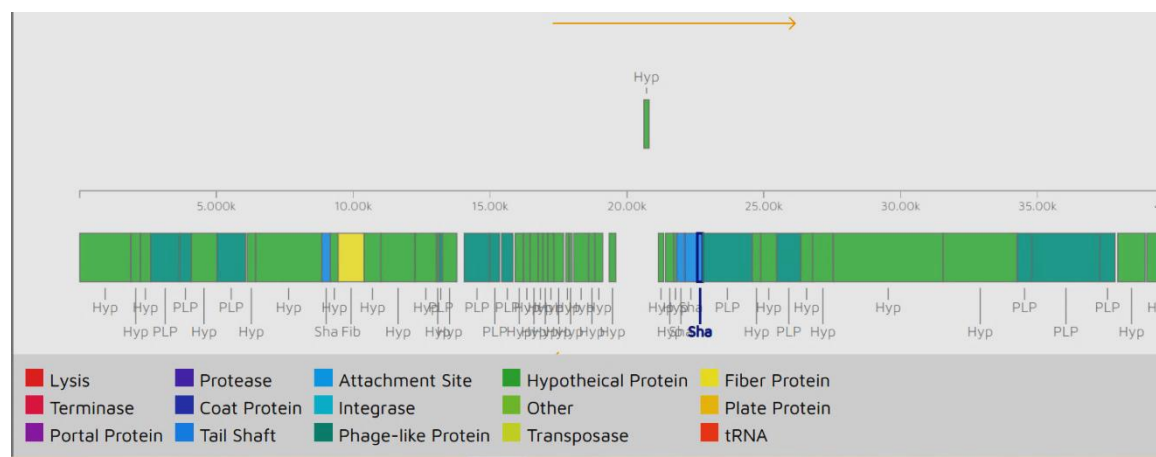 Hyp
5.000k 10.00k 15.00k 20.00k 25.00k 30.00k 35.00k
Hyp Hyp PLP PLP Hyp Hyp Hyp PLP PLP PLP Hyp Hyp Sha PLP Hyp Hyp Hyp PLP PLP
Hyp PLP Hyp Hyp Sha Fib Hyp Hyp PLP Hyp Hyp Sha Hyp PLP Hyp Hyp PLP Hyp
Lysis Protease Attachment Site Hypotheical Protein Fiber Protein
Terminase Coat Protein Integrase Other Plate Protein
Portal Protein Tail Shaft Phage-like Protein Transposase tRNA